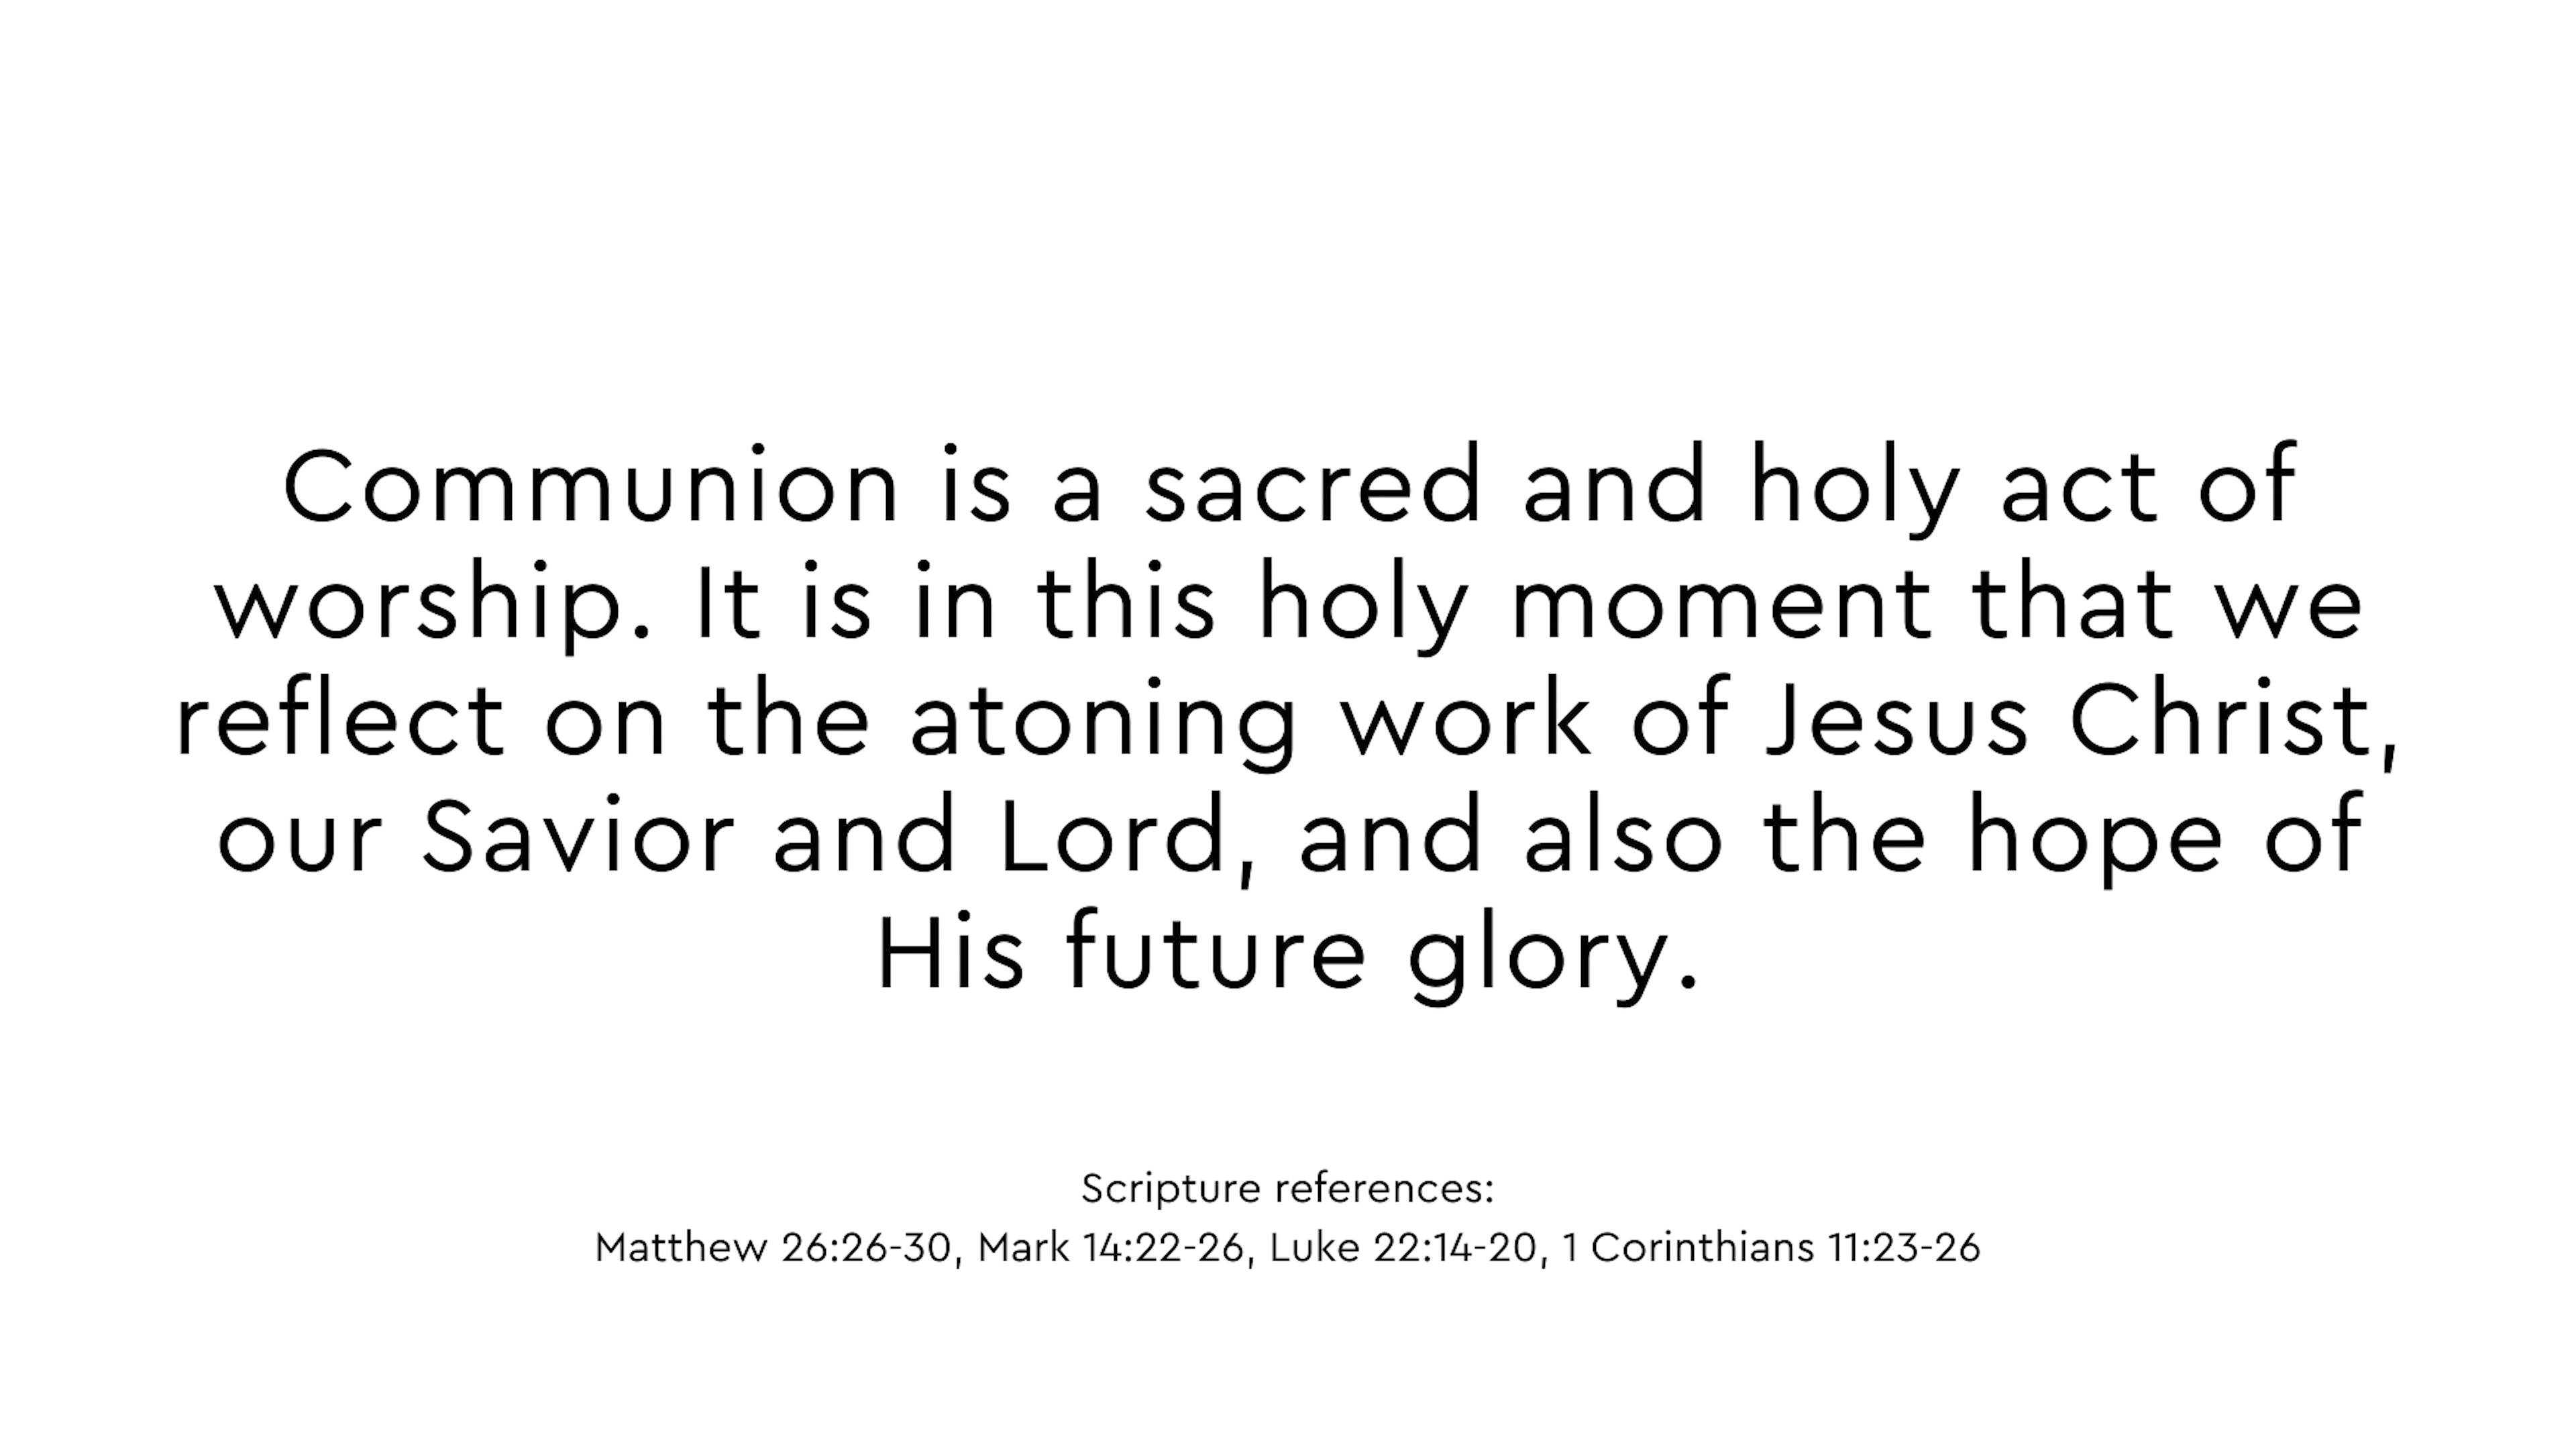 Communion is a sacred and holy act of
worship. It is in this holy moment that we
reflect on the atoning work of Jesus Christ,
our Savior and Lord, and also the hope of
His future glory.
Scripture references:
Matthew 26:26-30, Mark 14:22-26, Luke 22:14-20, 1 Corinthians 11:23-26